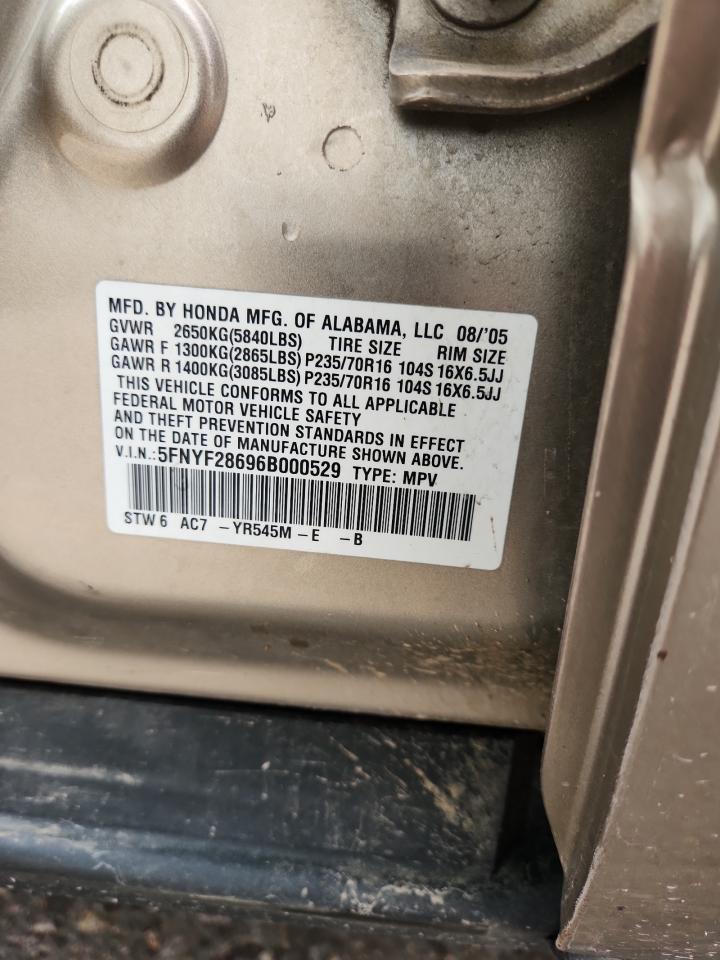 MFD. BY HONDA MFG. OF ALABAMA, LLC 08/'05
GVWR 2650KG(5840LBS) TIRE SIZE RIM SIZE
GAWR F 1300KG(2865LBS) P235/70R16 104S 16X6.5JJ
GAWR R 1400KG(3085LBS) P235/70R16 104S 16X6.5JJ
THIS VEHICLE CONFORMS TO ALL APPLICABLE
FEDERAL MOTOR VEHICLE SAFETY
AND THEFT PREVENTION STANDARDS IN EFFECT
ON THE DATE OF MANUFACTURE SHOWN ABOVE.
V.I.N.:5FNYF28696B000529 TYPE: MPV
STW6 AC7 -YR545M -E -B